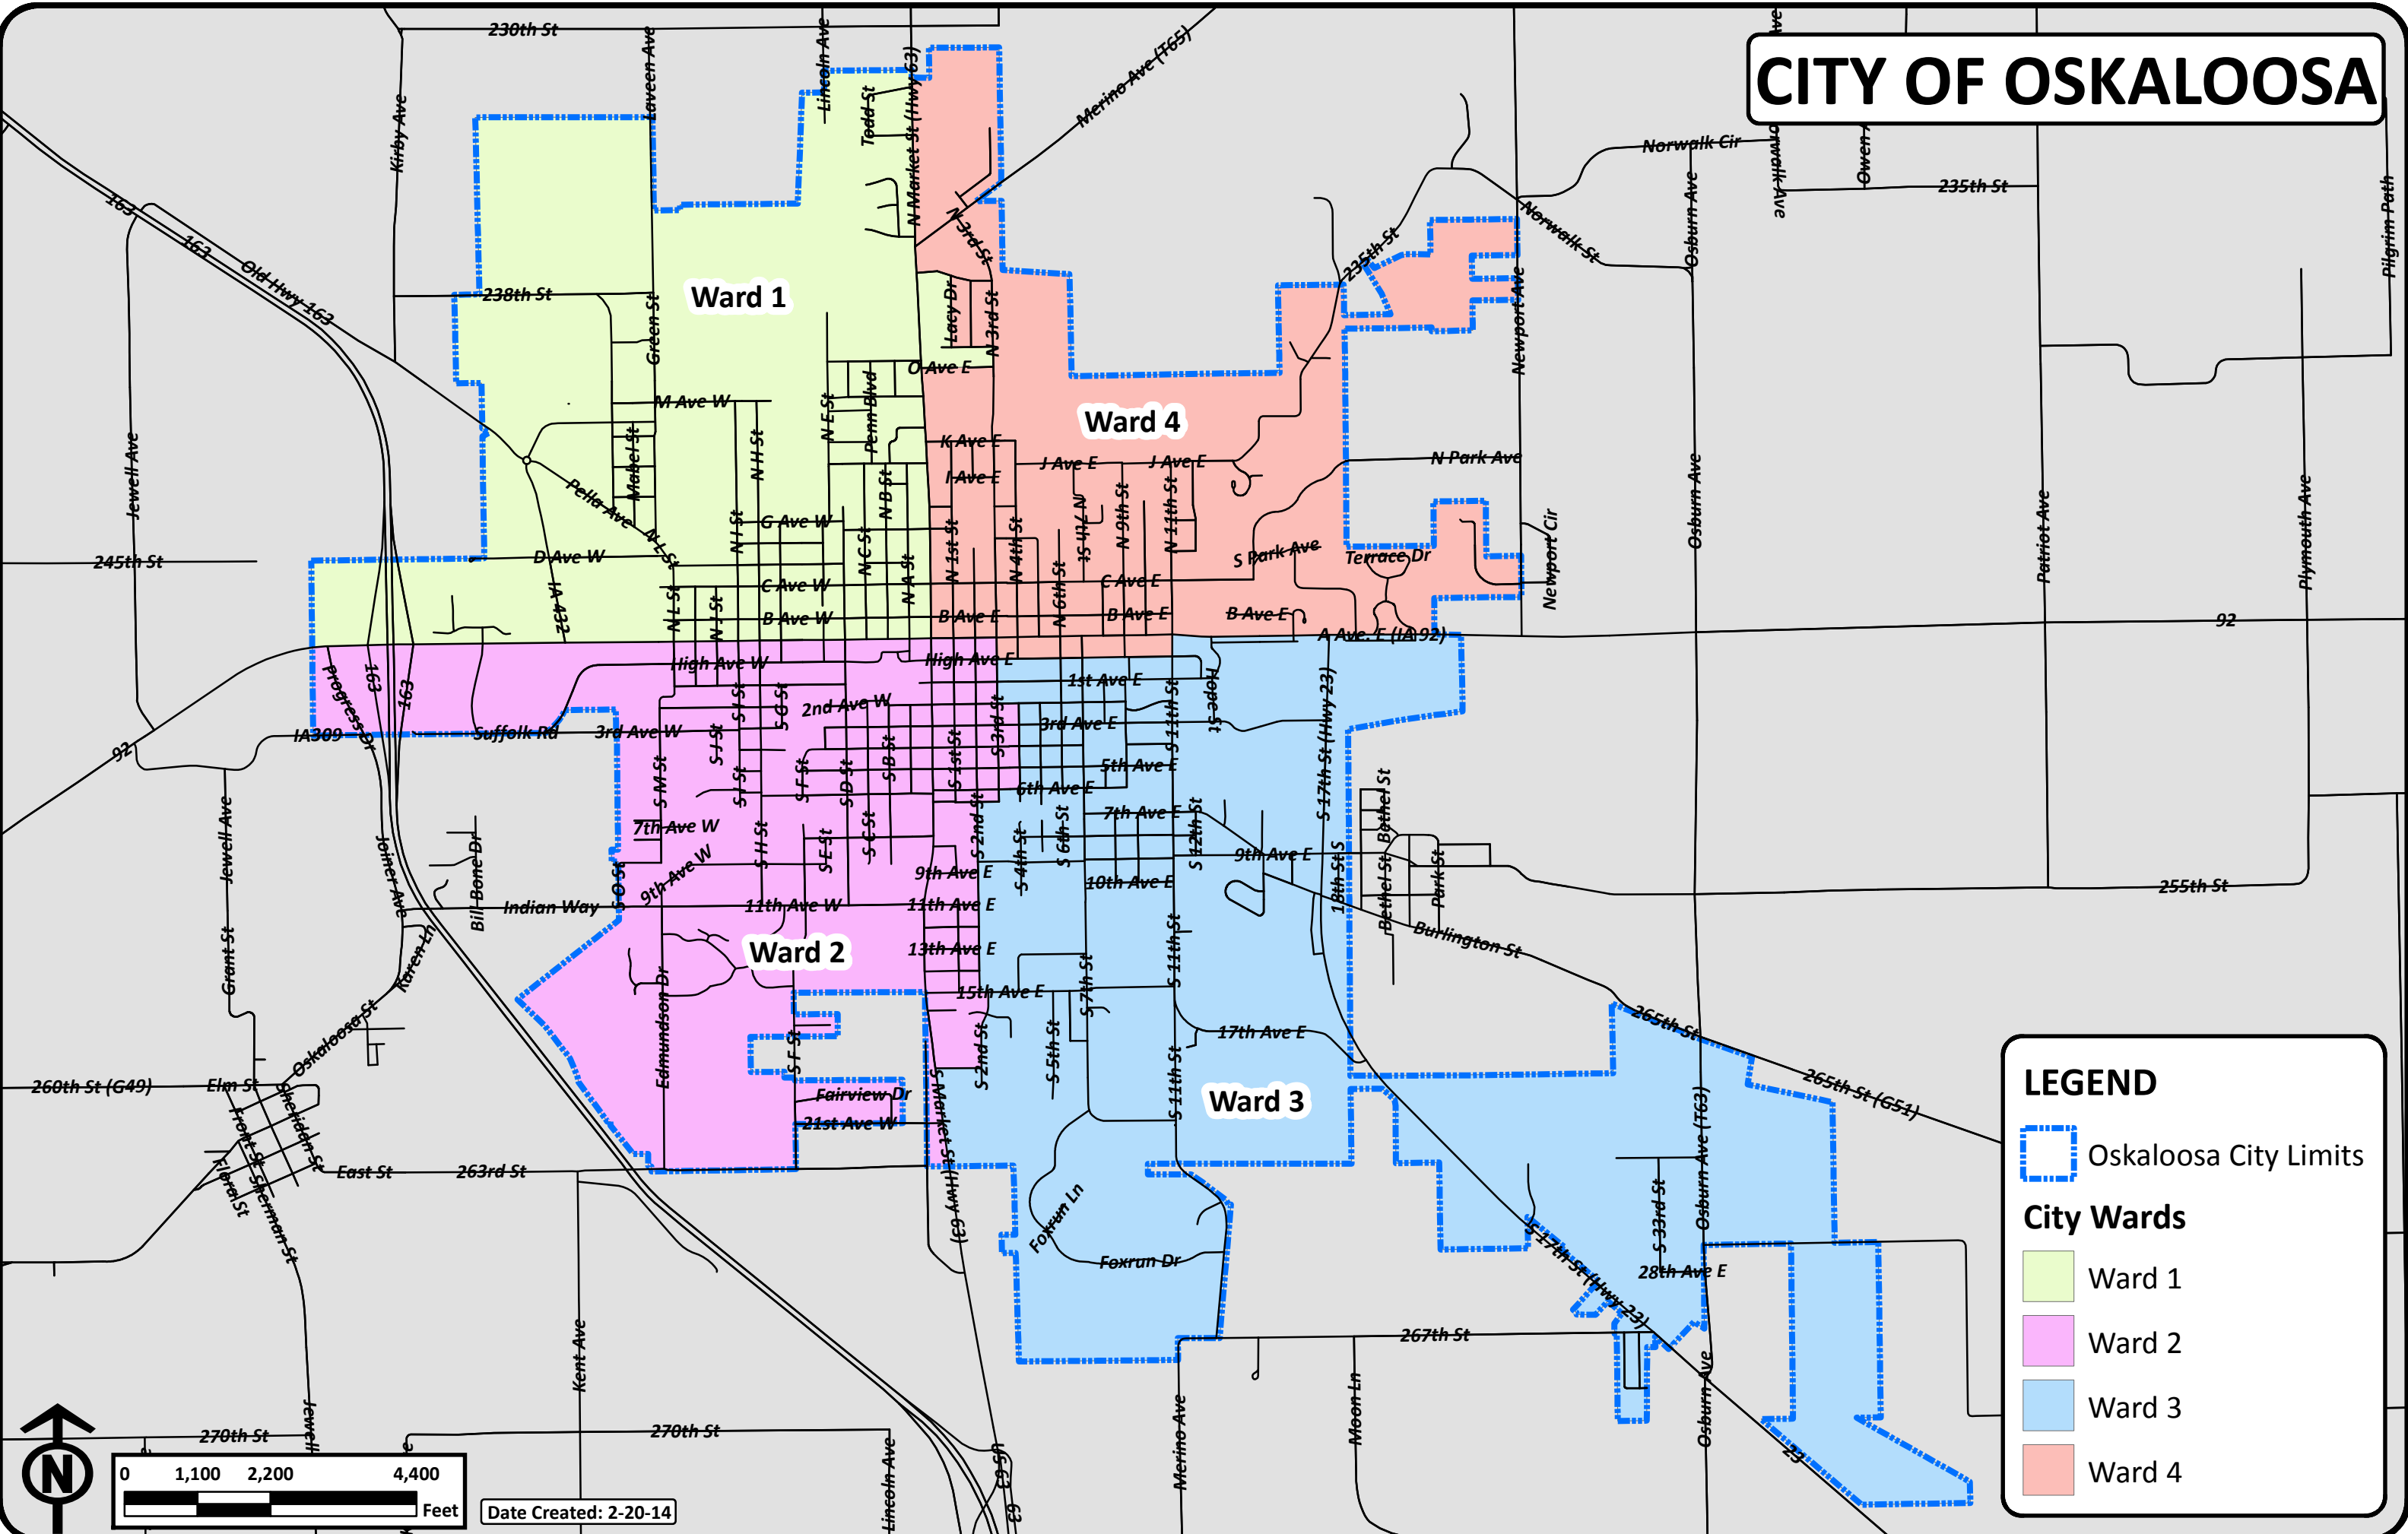 CITY OF OSKALOOSA
230th St
Kirby Ave
Laveen Ave
Lincoln Ave
Todd St
N Market St (Hwy 63)
Merino Ave (T65)
Norwalk Cir
Norwalk St
Osburn Ave
235th St
Pilgrim Path
163
163
Old Hwy 163
238th St
Green St
Ward 1
N 3rd St
Lacy Dr
N 3rd St
235th St
Newport Ave
O Ave E
M Ave W
Mabel St
N H St
N E St
Penn Blvd
Ward 4
K Ave E
J Ave E
J Ave E
I Ave E
N Park Ave
Jewell Ave
Pella Ave
N L St
N I St
G Ave W
N B St
N C St
N A St
N 1st St
N 4th St
N 7th St
N 9th St
N 11th St
S Park Ave
Terrace Dr
Newport Cir
Osburn Ave
Patriot Ave
Plymouth Ave
245th St
D Ave W
IA 432
C Ave W
C Ave E
N L St
N J St
B Ave W
B Ave E
N 6th St
B Ave E
B Ave E
A Ave. E (IA 92)
92
High Ave W
High Ave E
Progress Dr
163
163
1st Ave E
2nd Ave W
3rd Ave W
3rd Ave E
Suffolk Rd
IA309
92
S J St
S I St
S G St
S M St
S I St
S F St
S D St
S B St
S 1st St
S 3rd St
S 11th St
Hope St
S 17th St (Hwy 23)
5th Ave E
6th Ave E
7th Ave E
7th Ave W
S H St
S E St
S C St
S 2nd St
S 4th St
S 6th St
S 12th St
9th Ave W
9th Ave E
9th Ave E
10th Ave E
18th St S
Bethel St
Bethel St
Park St
255th St
Jewell Ave
Joiner Ave
Bill Bone Dr
S O St
Indian Way
11th Ave W
11th Ave E
Burlington St
Ward 2
13th Ave E
15th Ave E
S 7th St
S 11th St
17th Ave E
Grant St
Karen Ln
Oskaloosa St
Edmundson Dr
S F St
S 2nd St
S 5th St
S 11th St
265th St
265th St (G51)
260th St (G49)
Elm St
Sheridan St
Front St
Flora St
Sherman St
East St
263rd St
Fairview Dr
21st Ave W
S Market St (Hwy 63)
Ward 3
Osburn Ave (T63)
S 33rd St
Foxrun Ln
Foxrun Dr
S 17th St (Hwy 23)
28th Ave E
267th St
Osburn Ave
23
Kent Ave
Jewell
270th St
270th St
Lincoln Ave
US 63
63
Merino Ave
Moon Ln
LEGEND
Oskaloosa City Limits
City Wards
Ward 1
Ward 2
Ward 3
Ward 4
N
0 1,100 2,200 4,400
Feet
Date Created: 2-20-14